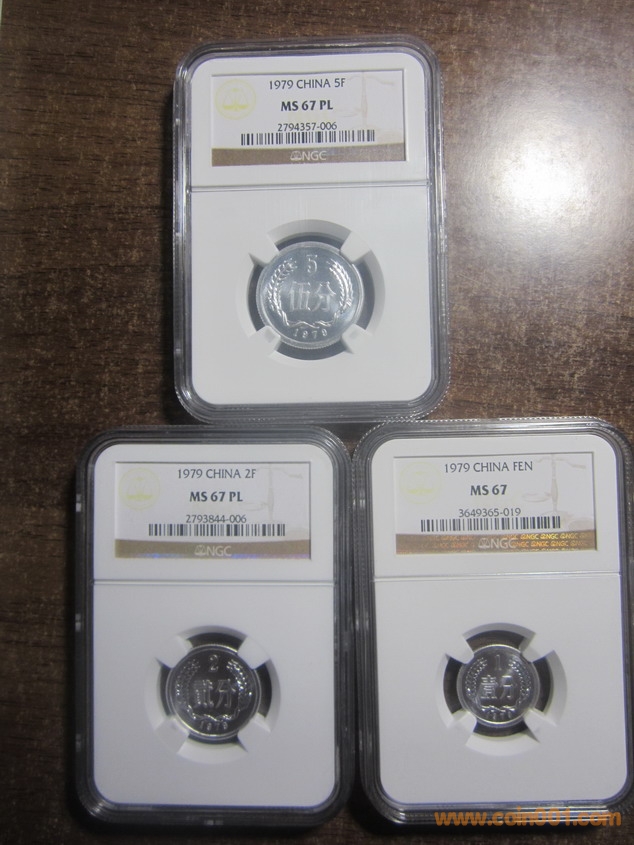 1979 CHINA 5F
MS 67 PL
2794357-006
NGC
5
伍分
1979
1979 CHINA 2F
MS 67 PL
2793844-006
NGC
2
贰分
1979
1979 CHINA FEN
MS 67
3649365-019
NGC
1
壹分
1979
www.coin001.com